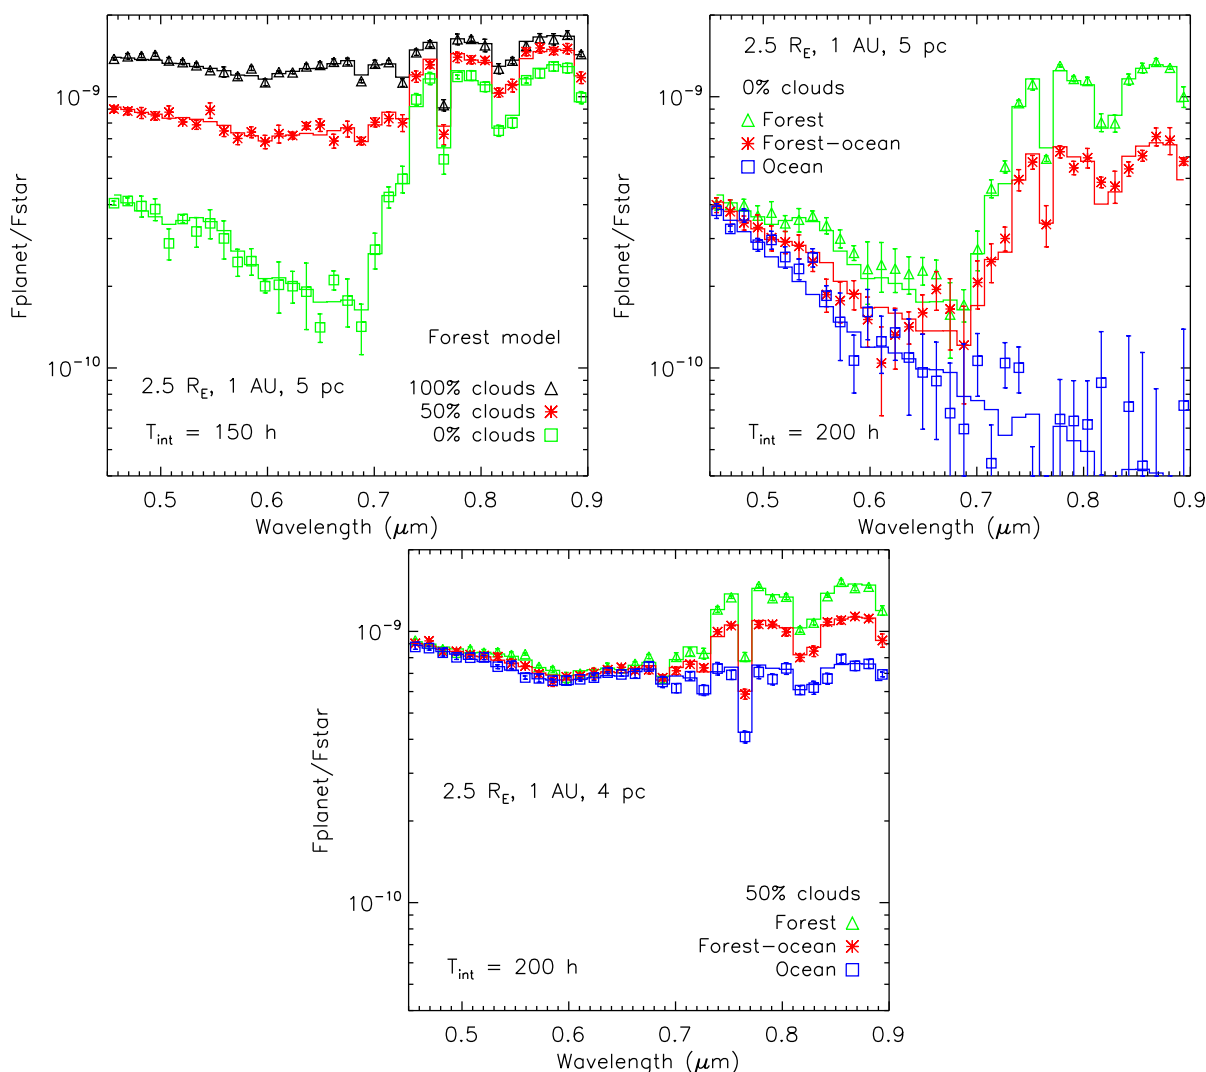 10⁻⁹
10⁻¹⁰
Fplanet/Fstar
Forest model
2.5 R_E, 1 AU, 5 pc
100% clouds
50% clouds
T_int = 150 h
0% clouds
0.5 0.6 0.7 0.8 0.9
Wavelength (μm)
2.5 R_E, 1 AU, 5 pc
0% clouds
Forest
Forest-ocean
Ocean
10⁻⁹
10⁻¹⁰
Fplanet/Fstar
T_int = 200 h
0.5 0.6 0.7 0.8 0.9
Wavelength (μm)
10⁻⁹
10⁻¹⁰
Fplanet/Fstar
2.5 R_E, 1 AU, 4 pc
50% clouds
Forest
Forest-ocean
Ocean
T_int = 200 h
0.5 0.6 0.7 0.8 0.9
Wavelength (μm)